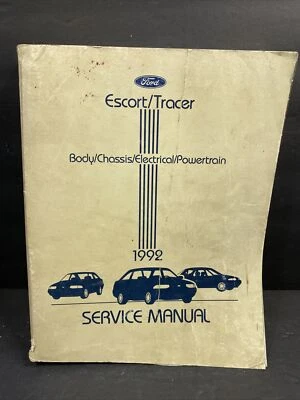 Ford
Escort/Tracer
Body/Chassis/Electrical/Powertrain
1992
SERVICE MANUAL